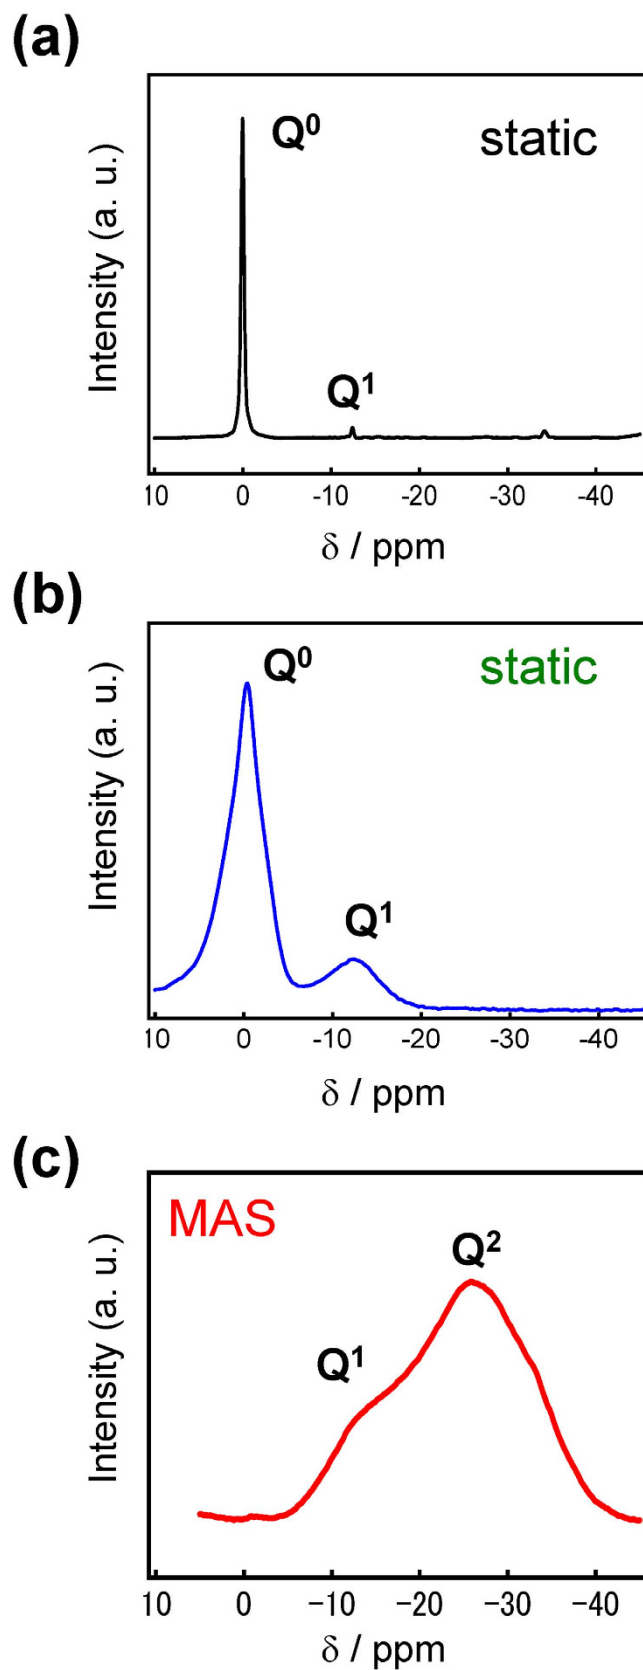 (a)
Q⁰
static
Q¹
Intensity (a. u.)
10 0 -10 -20 -30 -40
δ / ppm
(b)
Q⁰
static
Q¹
Intensity (a. u.)
10 0 -10 -20 -30 -40
δ / ppm
(c)
MAS
Q²
Q¹
Intensity (a. u.)
10 0 −10 −20 −30 −40
δ / ppm